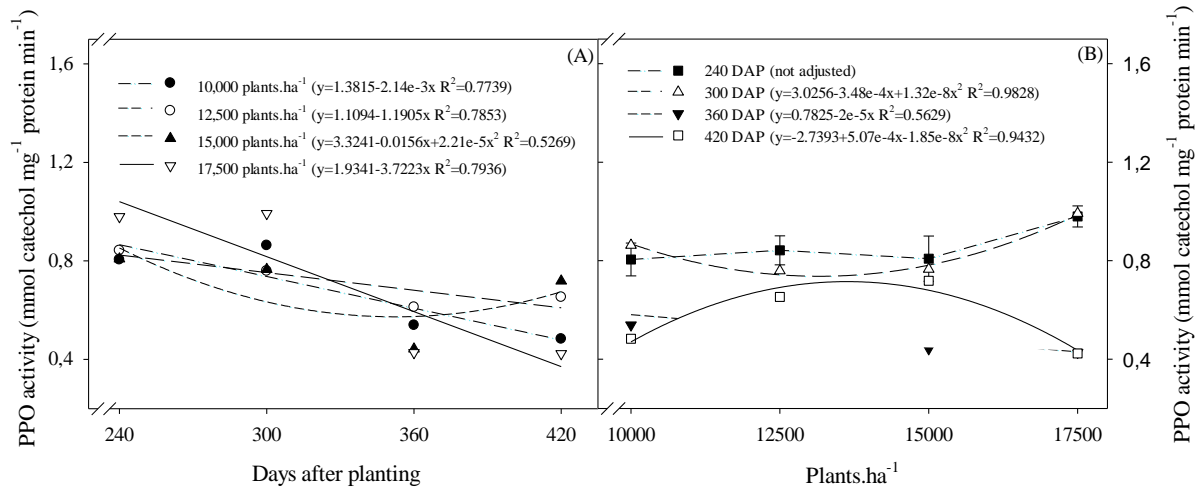 (A)
10,000 plants.ha⁻¹ (y=1.3815-2.14e-3x R²=0.7739)
12,500 plants.ha⁻¹ (y=1.1094-1.1905x R²=0.7853)
15,000 plants.ha⁻¹ (y=3.3241-0.0156x+2.21e-5x² R²=0.5269)
17,500 plants.ha⁻¹ (y=1.9341-3.7223x R²=0.7936)
PPO activity (mmol catechol mg⁻¹ protein min⁻¹)
1,6
1,2
0,8
0,4
240 300 360 420
Days after planting
(B)
240 DAP (not adjusted)
300 DAP (y=3.0256-3.48e-4x+1.32e-8x² R²=0.9828)
360 DAP (y=0.7825-2e-5x R²=0.5629)
420 DAP (y=-2.7393+5.07e-4x-1.85e-8x² R²=0.9432)
10000 12500 15000 17500
Plants.ha⁻¹
1,6
1,2
0,8
0,4
PPO activity (mmol catechol mg⁻¹ protein min⁻¹)